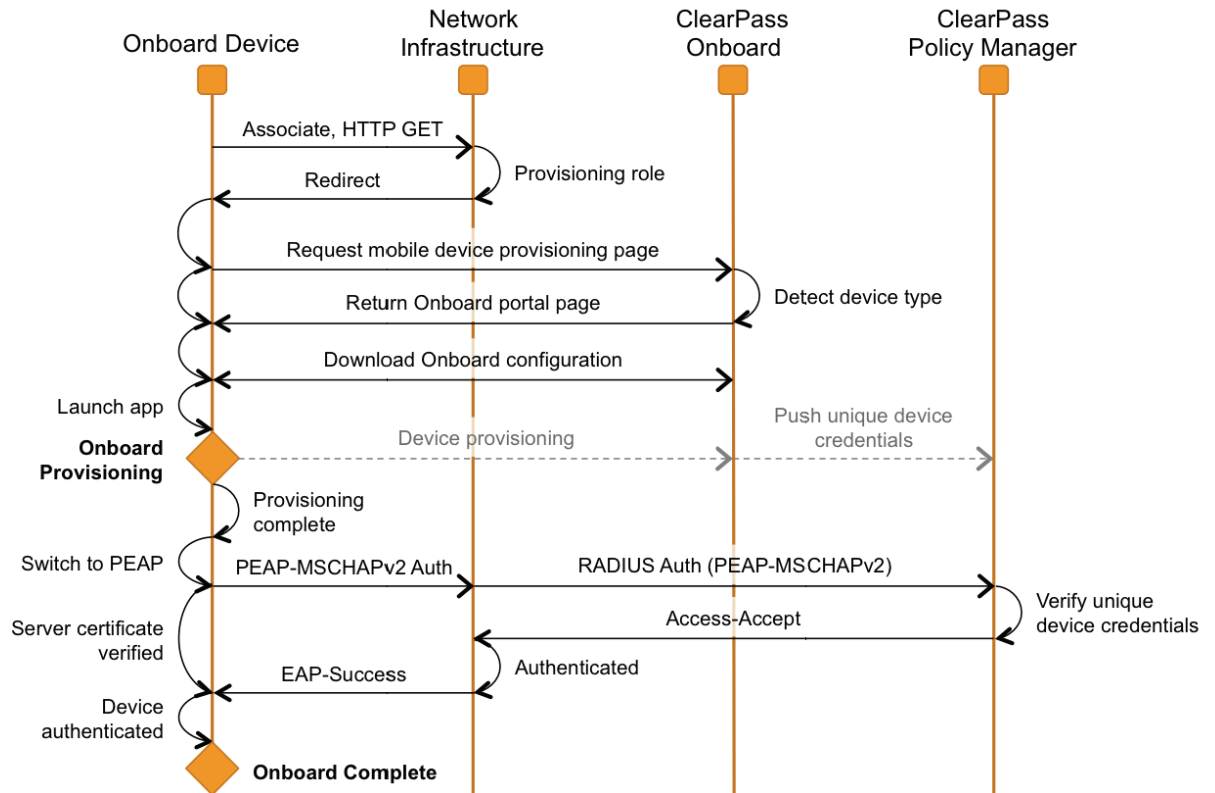 Onboard Device
Network
Infrastructure
ClearPass
Onboard
ClearPass
Policy Manager
Associate, HTTP GET
Provisioning role
Redirect
Request mobile device provisioning page
Detect device type
Return Onboard portal page
Download Onboard configuration
Launch app
Onboard
Provisioning
Device provisioning
Push unique device
credentials
Provisioning
complete
Switch to PEAP
PEAP-MSCHAPv2 Auth
RADIUS Auth (PEAP-MSCHAPv2)
Verify unique
device credentials
Access-Accept
Server certificate
verified
Authenticated
EAP-Success
Device
authenticated
Onboard Complete